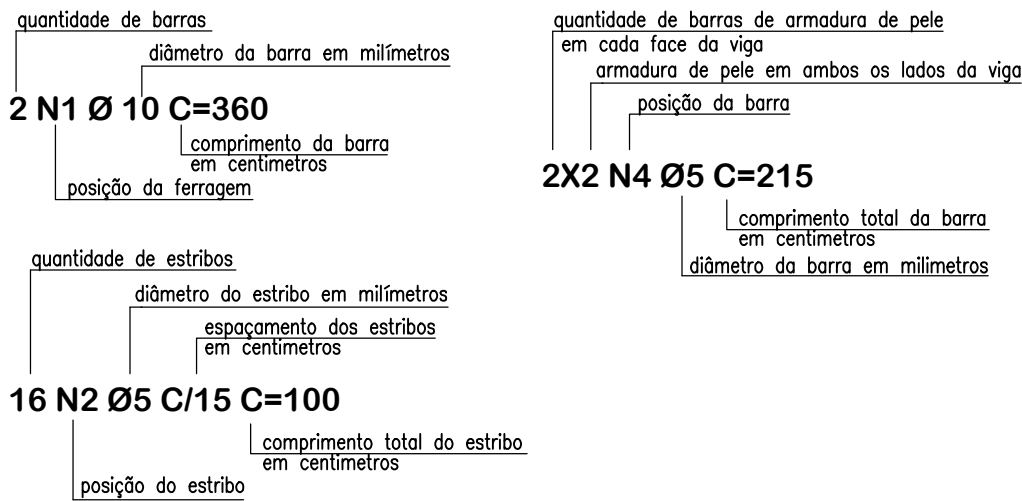 quantidade de barras
diâmetro da barra em milímetros
2 N1 Ø 10 C=360
comprimento da barra
em centimetros
posição da ferragem
quantidade de barras de armadura de pele
em cada face da viga
armadura de pele em ambos os lados da viga
posição da barra
2X2 N4 Ø5 C=215
comprimento total da barra
em centimetros
diâmetro da barra em milimetros
quantidade de estribos
diâmetro do estribo em milímetros
espaçamento dos estribos
em centimetros
16 N2 Ø5 C/15 C=100
comprimento total do estribo
em centimetros
posição do estribo